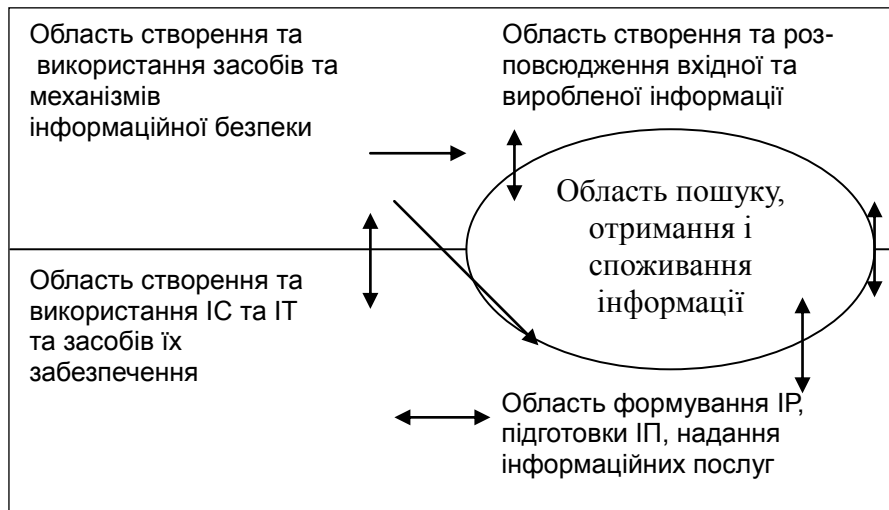 Область створення та
використання засобів та
механізмів
інформаційної безпеки
Область створення та роз-
повсюдження вхідної та
виробленої інформації
Область пошуку,
отримання і
споживання
інформації
Область створення та
використання ІС та ІТ
та засобів їх
забезпечення
Область формування ІР,
підготовки ІП, надання
інформаційних послуг